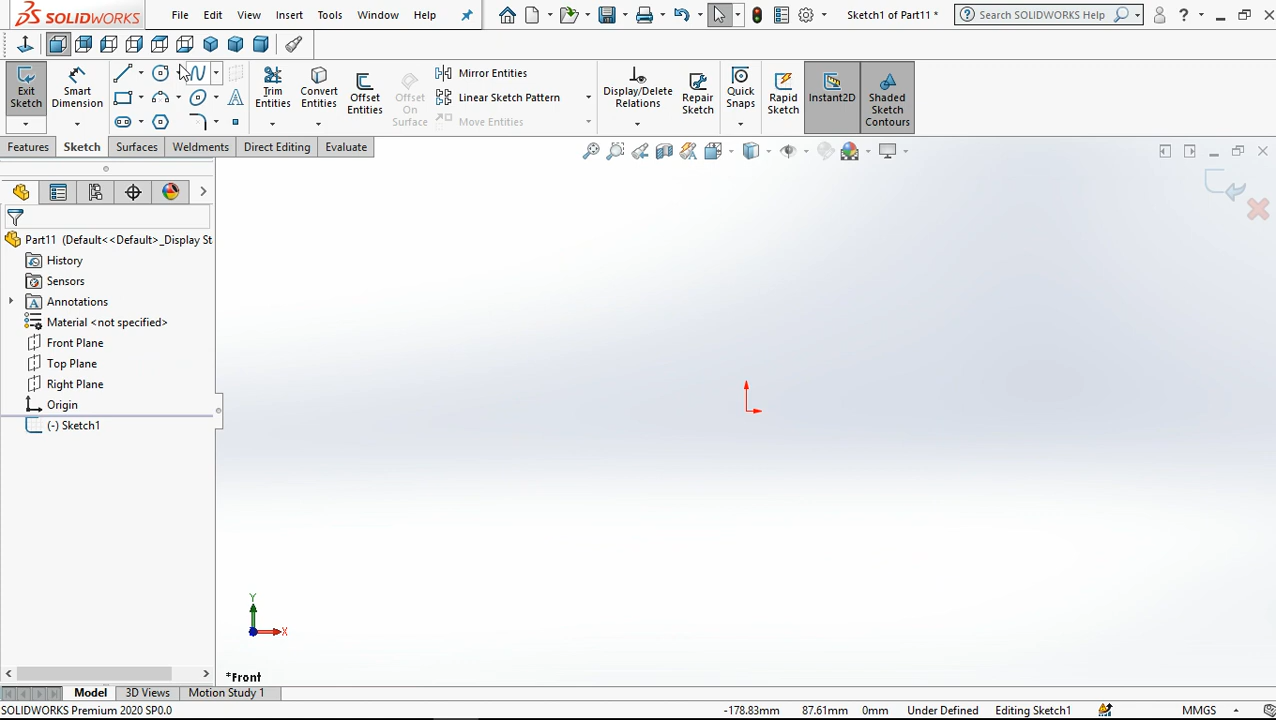 SOLIDWORKS File Edit View Insert Tools Window Help Sketch1 of Part11 * Search SOLIDWORKS Help ?
Exit Sketch
Smart Dimension
Trim Entities
Convert Entities
Offset Entities
Offset On Surface
Mirror Entities
Linear Sketch Pattern
Move Entities
Display/Delete Relations
Repair Sketch
Quick Snaps
Rapid Sketch
Instant2D
Shaded Sketch Contours
Features Sketch Surfaces Weldments Direct Editing Evaluate
Part11 (Default<<Default>_Display St
History
Sensors
Annotations
Material <not specified>
Front Plane
Top Plane
Right Plane
Origin
(-) Sketch1
Y
X
*Front
Model 3D Views Motion Study 1
SOLIDWORKS Premium 2020 SP0.0 -178.83mm 87.61mm 0mm Under Defined Editing Sketch1 MMGS